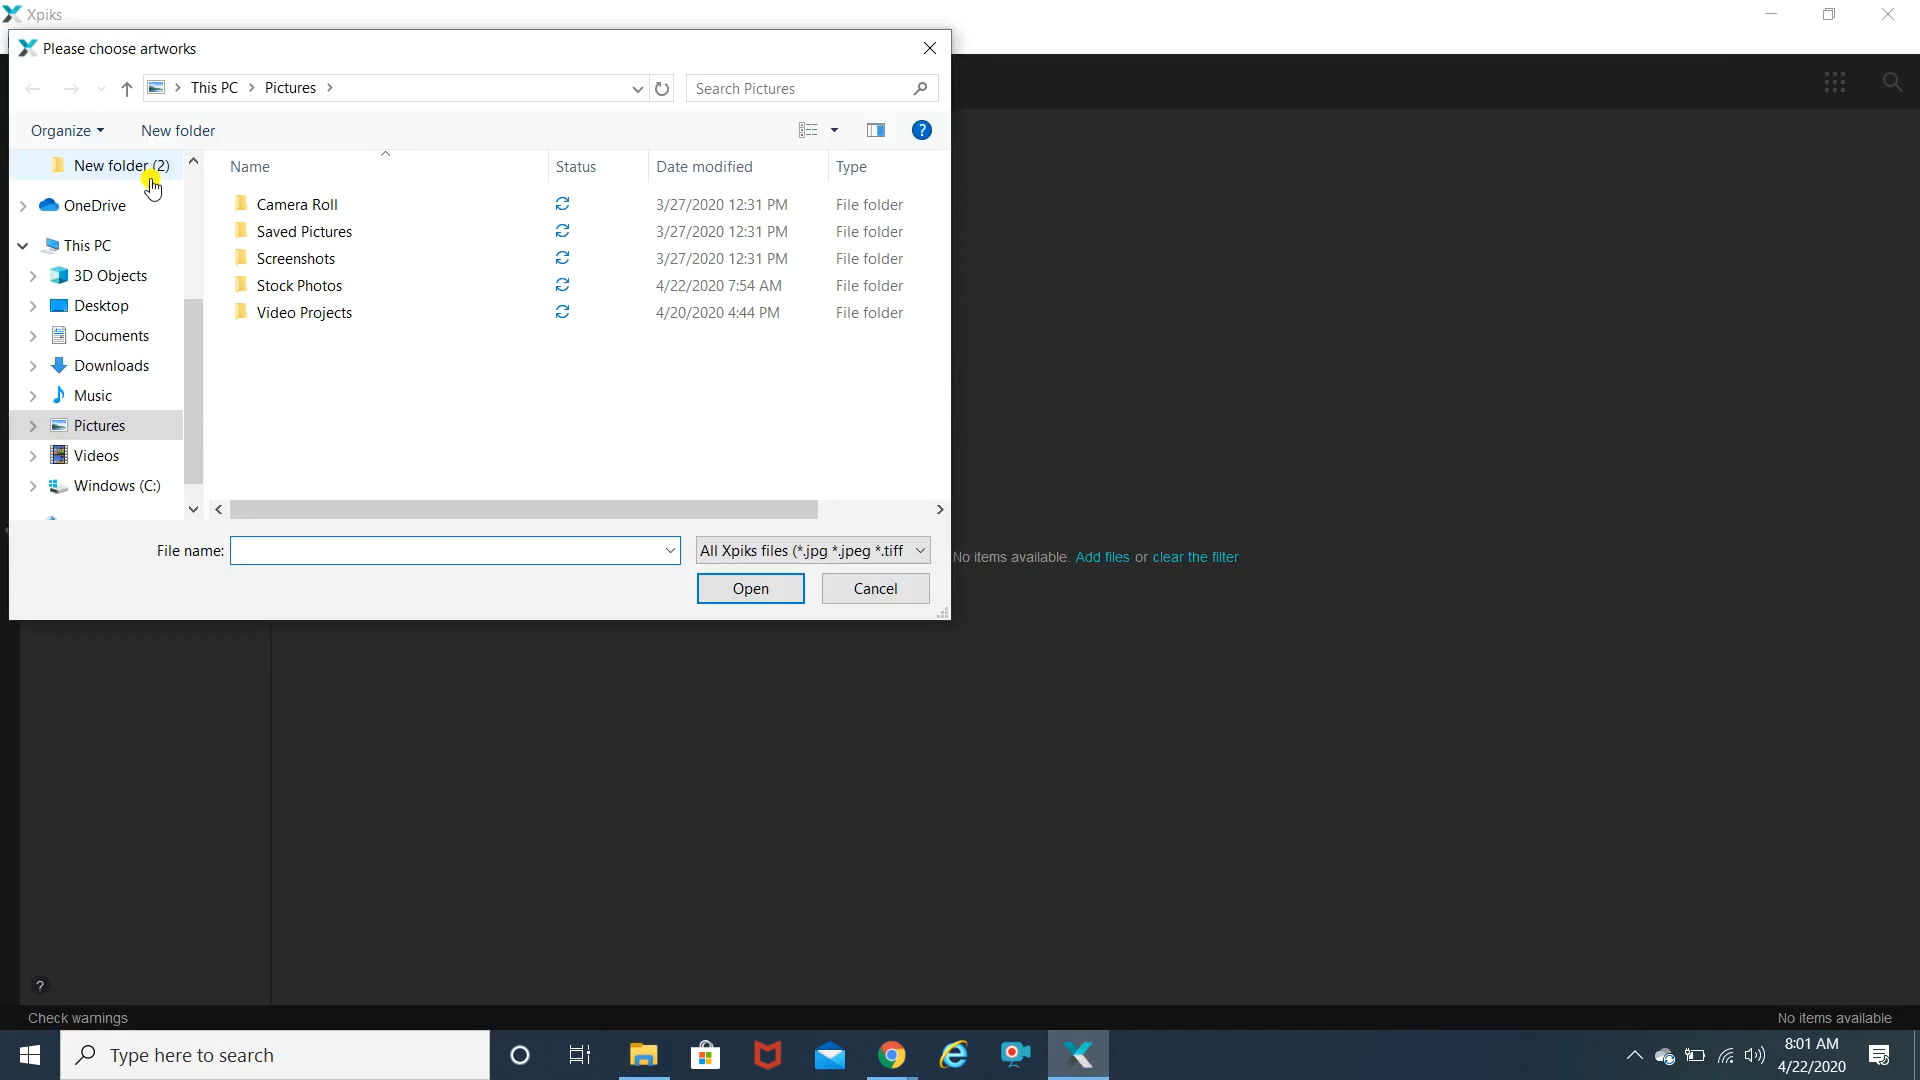 Xpiks
Please choose artworks
This PC Pictures
Search Pictures
Organize New folder
?
New folder (2)
OneDrive
This PC
3D Objects
Desktop
Documents
Downloads
Music
Pictures
Videos
Windows (C:)
Name Status Date modified Type
Camera Roll 3/27/2020 12:31 PM File folder
Saved Pictures 3/27/2020 12:31 PM File folder
Screenshots 3/27/2020 12:31 PM File folder
Stock Photos 4/22/2020 7:54 AM File folder
Video Projects 4/20/2020 4:44 PM File folder
File name: All Xpiks files (*.jpg *.jpeg *.tiff
Open Cancel
No items available. Add files or clear the filter
?
Check warnings No items available
Type here to search
8:01 AM
4/22/2020